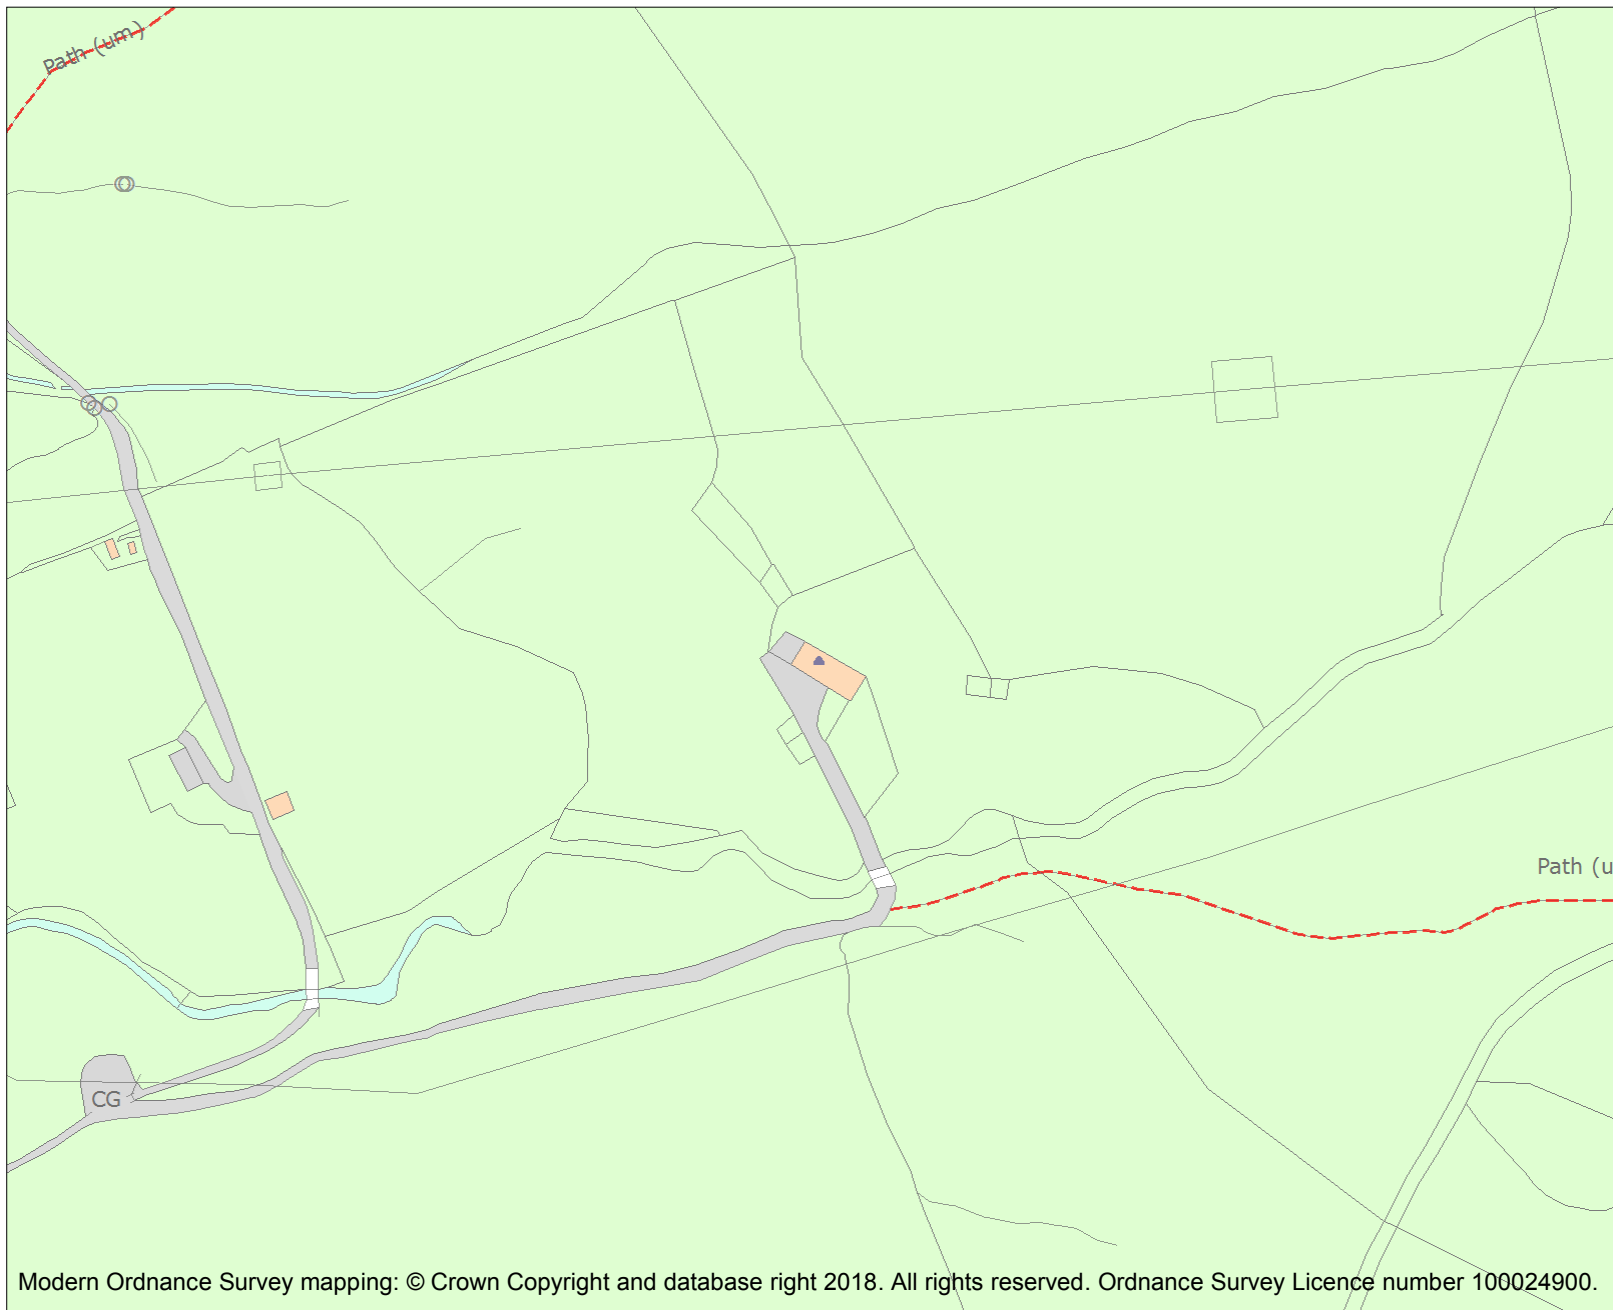 Path (um)
Path (u
CG
Modern Ordnance Survey mapping: © Crown Copyright and database right 2018. All rights reserved. Ordnance Survey Licence number 100024900.